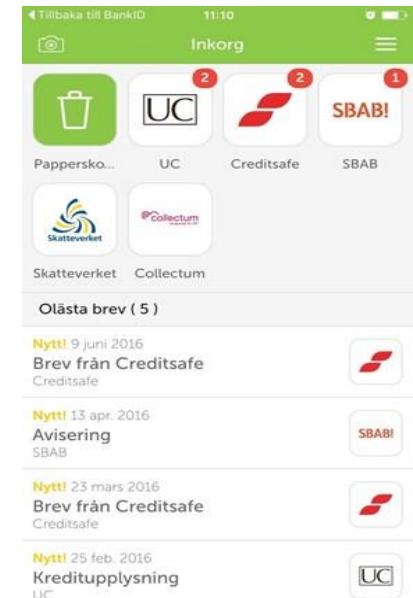 Tillbaka till BankID 11:10
Inkorg
2 2 1
UC SBAB!
Pappersko... UC Creditsafe SBAB
Skatteverket Collectum
Skatteverket Collectum
Olästa brev ( 5 )
Nytt! 9 juni 2016
Brev från Creditsafe
Creditsafe
Nytt! 13 apr. 2016
Avisering
SBAB
SBAB!
Nytt! 23 mars 2016
Brev från Creditsafe
Creditsafe
Nytt! 25 feb. 2016
Kreditupplysning
UC
UC